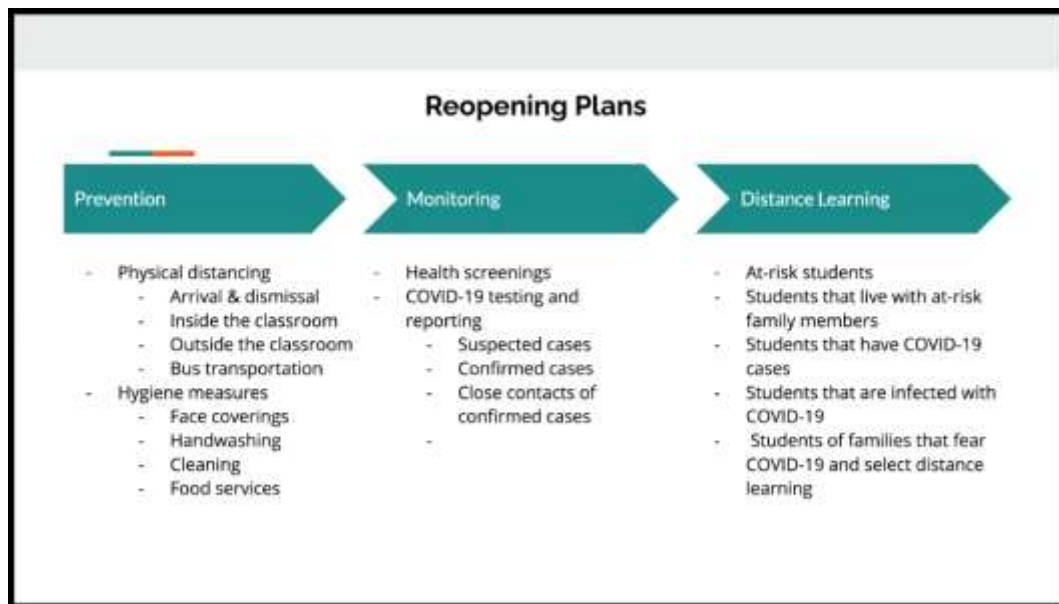 Reopening Plans
Prevention
- Physical distancing
- Arrival & dismissal
- Inside the classroom
- Outside the classroom
- Bus transportation
- Hygiene measures
- Face coverings
- Handwashing
- Cleaning
- Food services
Monitoring
- Health screenings
- COVID-19 testing and
reporting
- Suspected cases
- Confirmed cases
- Close contacts of
confirmed cases
-
Distance Learning
- At-risk students
- Students that live with at-risk
family members
- Students that have COVID-19
cases
- Students that are infected with
COVID-19
- Students of families that fear
COVID-19 and select distance
learning